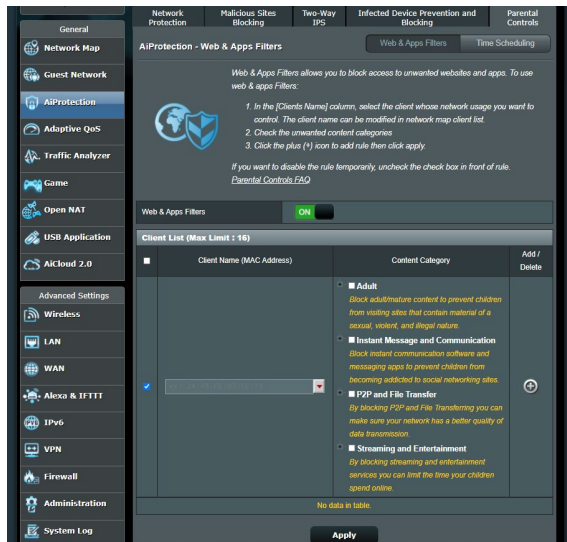 Network Protection
Malicious Sites Blocking
Two-Way IPS
Infected Device Prevention and Blocking
Parental Controls
General
Network Map
Guest Network
AiProtection
Adaptive QoS
Traffic Analyzer
Game
Open NAT
USB Application
AiCloud 2.0
Advanced Settings
Wireless
LAN
WAN
Alexa & IFTTT
IPv6
VPN
Firewall
Administration
System Log
AiProtection - Web & Apps Filters
Web & Apps Filters
Time Scheduling
Web & Apps Filters allows you to block access to unwanted websites and apps. To use
web & apps Filters:
1. In the [Clients Name] column, select the client whose network usage you want to
control. The client name can be modified in network map client list.
2. Check the unwanted content categories
3. Click the plus (+) icon to add rule then click apply.
If you want to disable the rule temporarily, uncheck the check box in front of rule.
Parental Controls FAQ
Web & Apps Filters
ON
Client List (Max Limit : 16)
Client Name (MAC Address)
Content Category
Add /
Delete
Adult
Block adult/mature content to prevent children
from visiting sites that contain material of a
sexual, violent, and illegal nature.
Instant Message and Communication
Block instant communication software and
messaging apps to prevent children from
becoming addicted to social networking sites.
P2P and File Transfer
By blocking P2P and File Transferring you can
make sure your network has a better quality of
data transmission.
Streaming and Entertainment
By blocking streaming and entertainment
services you can limit the time your children
spend online.
No data in table.
Apply